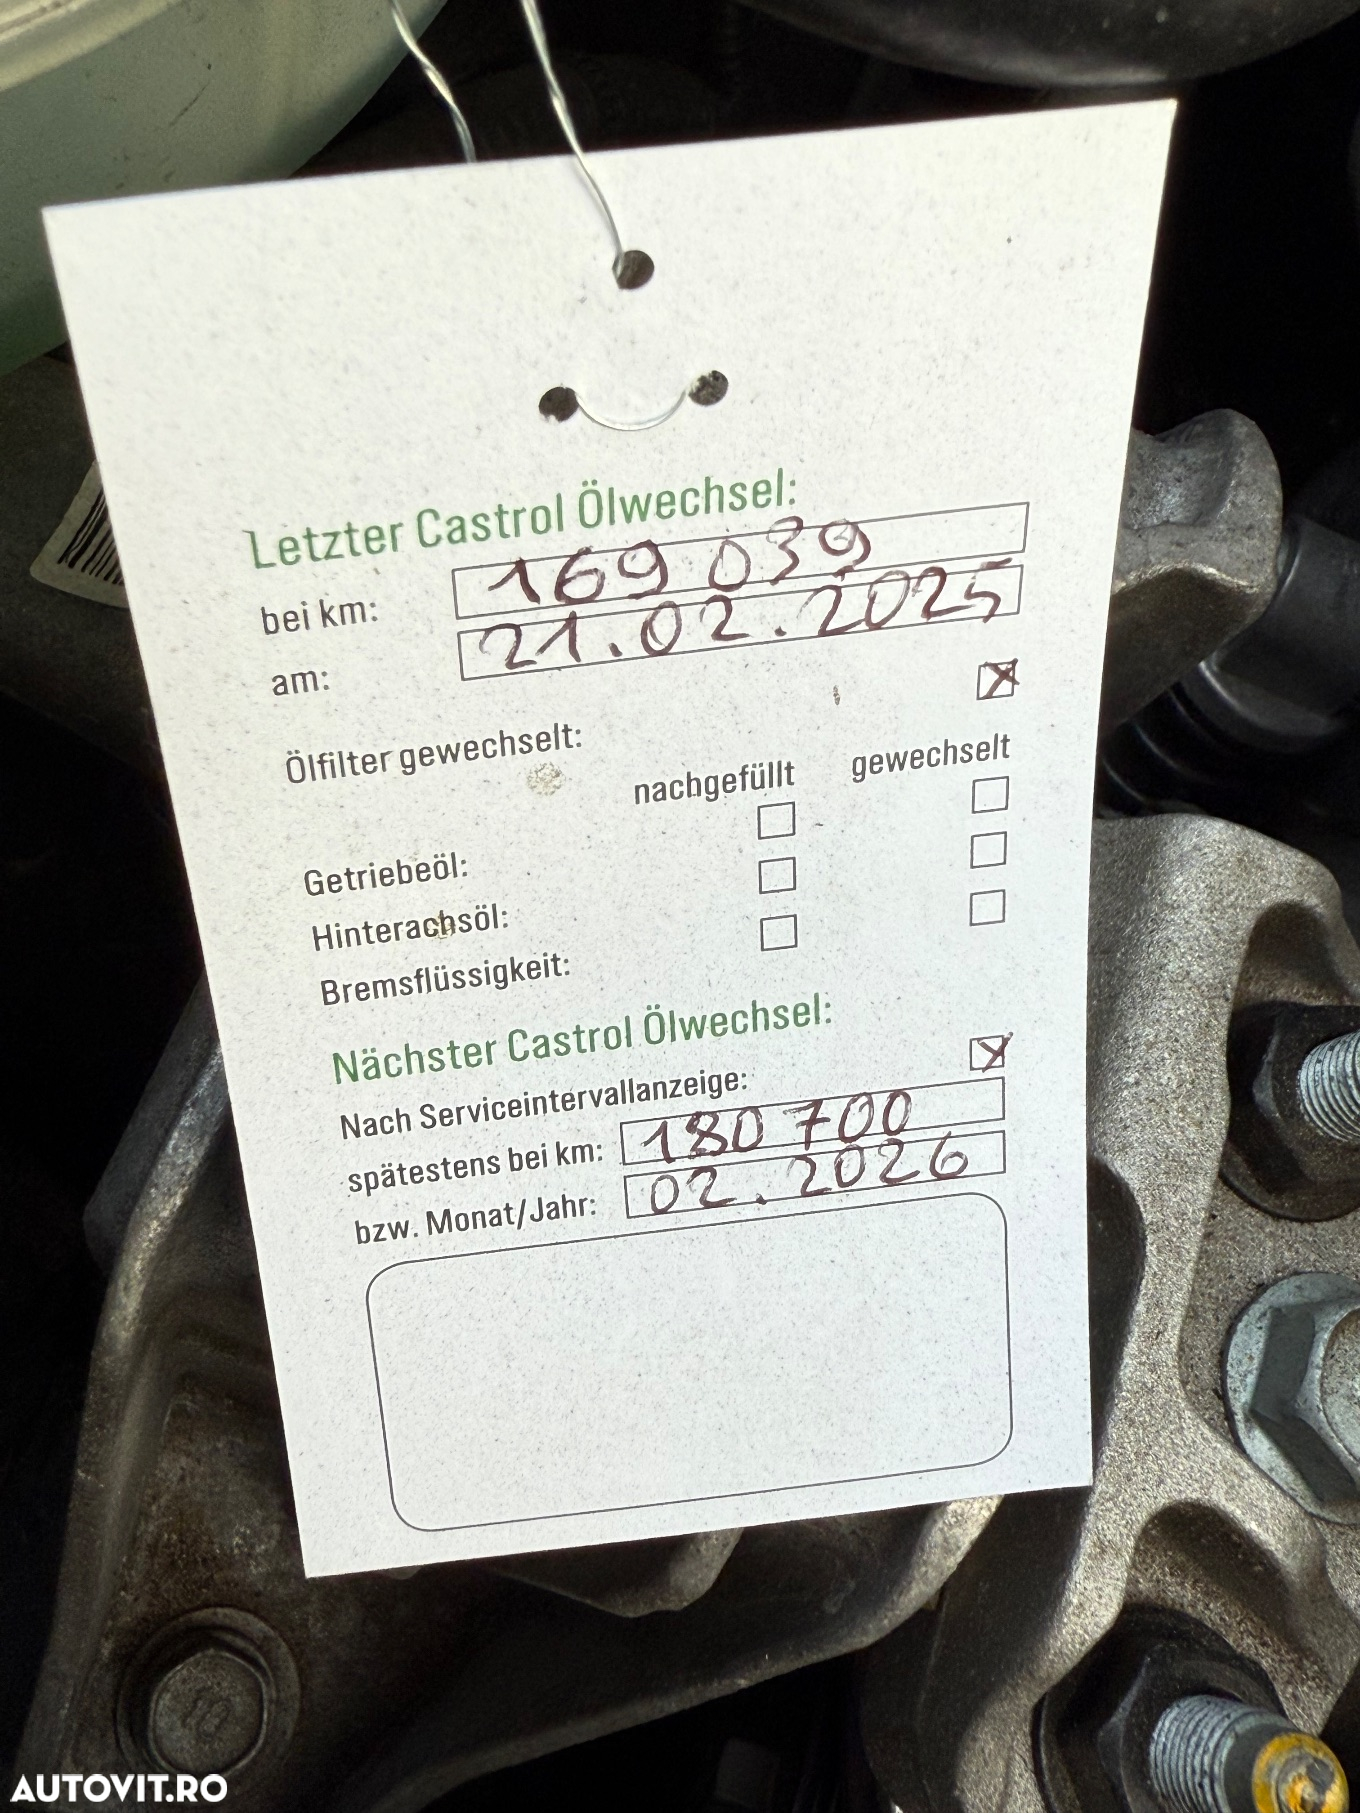 Letzter Castrol Ölwechsel:
bei km: 169 039
am: 21.02.2025
Ölfilter gewechselt:
nachgefüllt gewechselt
Getriebeöl:
Hinterachsöl:
Bremsflüssigkeit:
Nächster Castrol Ölwechsel:
Nach Serviceintervallanzeige:
spätestens bei km: 180 700
bzw. Monat/Jahr: 02.2026
AUTOVIT.RO